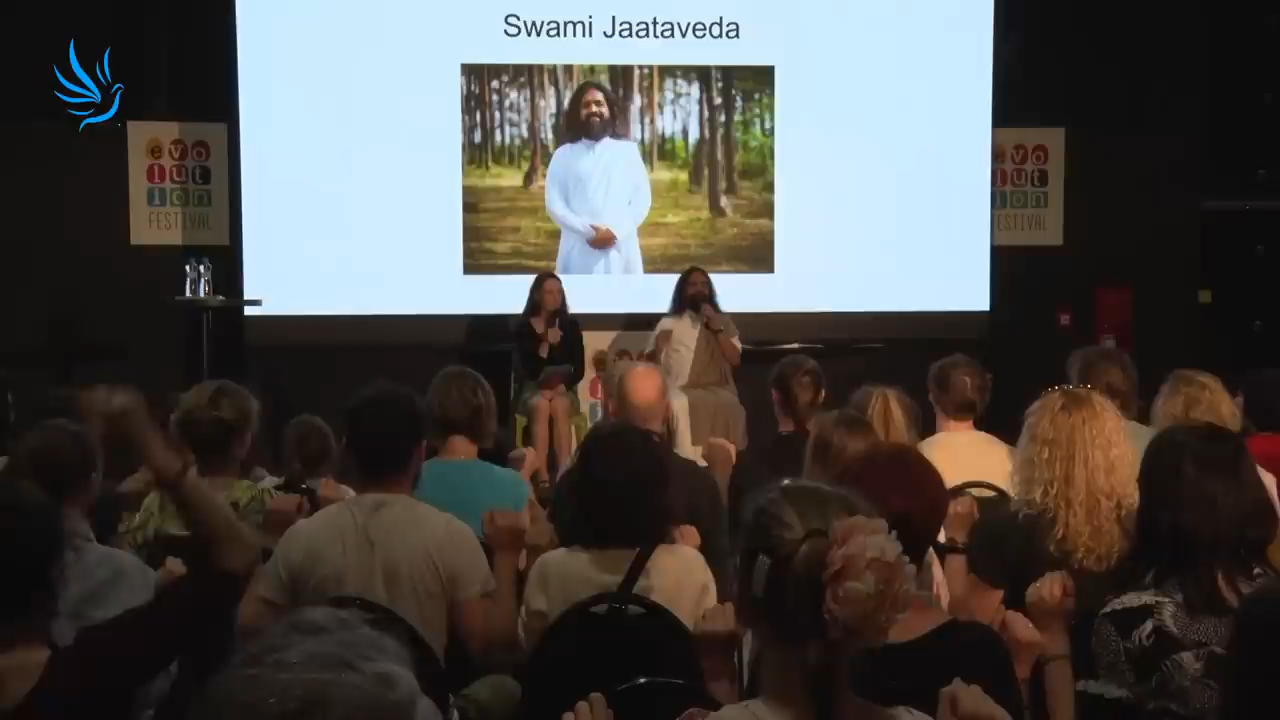 Swami Jaataveda
evo
lut
ion
FESTIVAL
evo
lut
ion
FESTIVAL